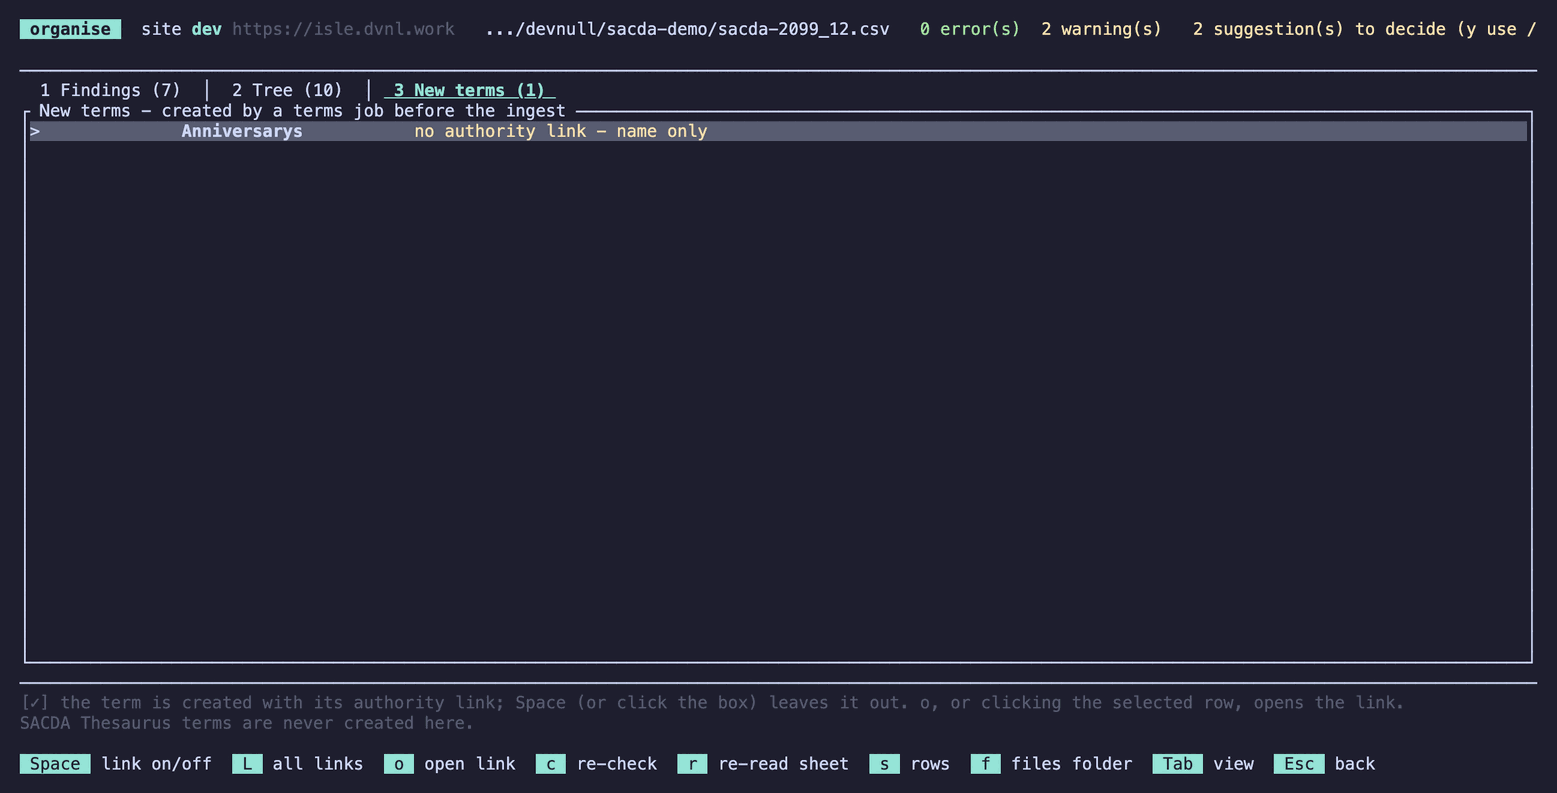 organise site dev https://isle.dvnl.work .../devnull/sacda-demo/sacda-2099_12.csv 0 error(s) 2 warning(s) 2 suggestion(s) to decide (y use /
1 Findings (7) │ 2 Tree (10) │ 3 New terms (1)
New terms – created by a terms job before the ingest
> Anniversarys no authority link – name only
[✓] the term is created with its authority link; Space (or click the box) leaves it out. o, or clicking the selected row, opens the link.
SACDA Thesaurus terms are never created here.
Space link on/off L all links o open link c re-check r re-read sheet s rows f files folder Tab view Esc back